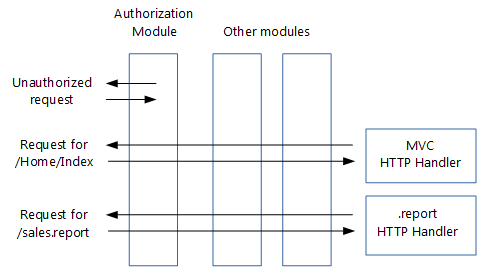 Authorization
Module
Other modules
Unauthorized
request
Request for
/Home/Index
MVC
HTTP Handler
Request for
/sales.report
.report
HTTP Handler